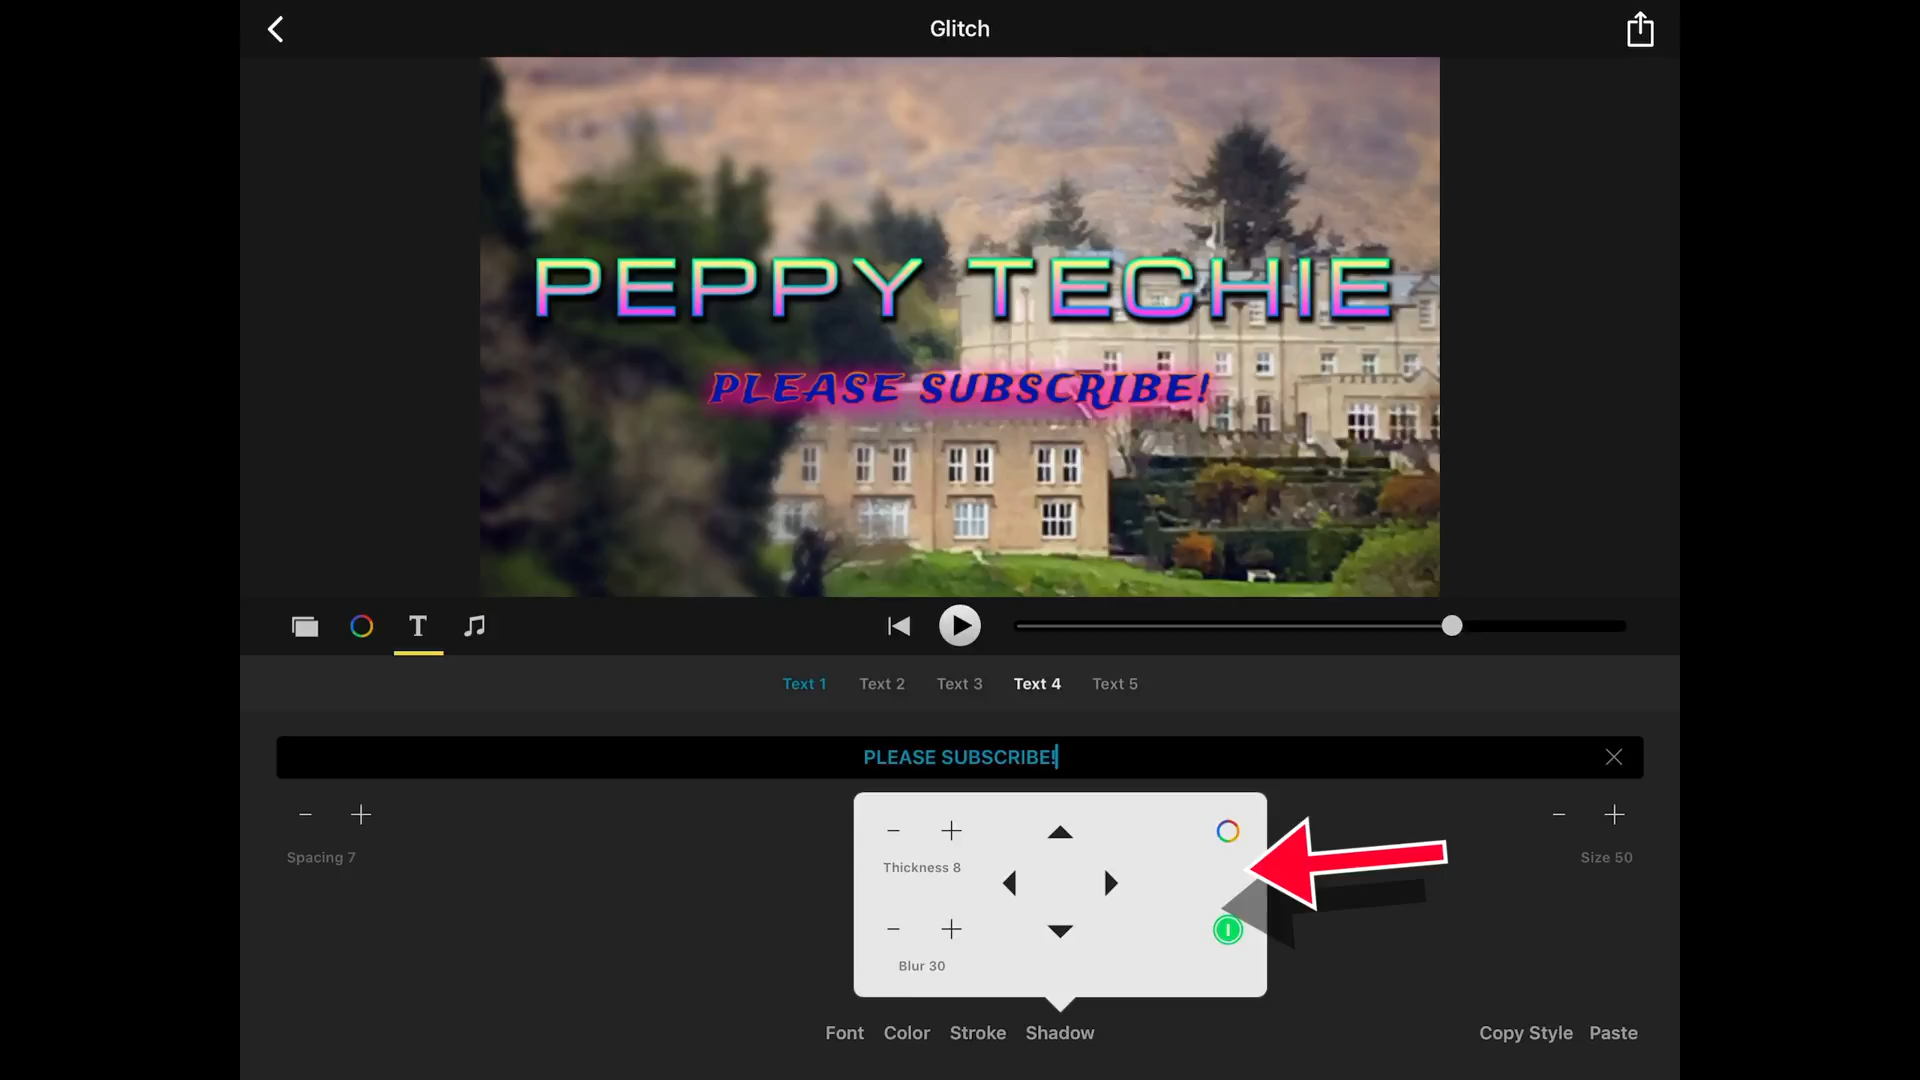 Glitch
PEPPY TECHIE
PLEASE SUBSCRIBE!
T
Text 1 Text 2 Text 3 Text 4 Text 5
PLEASE SUBSCRIBE!
Spacing 7
Thickness 8
Size 50
Blur 30
Font Color Stroke Shadow
Copy Style Paste